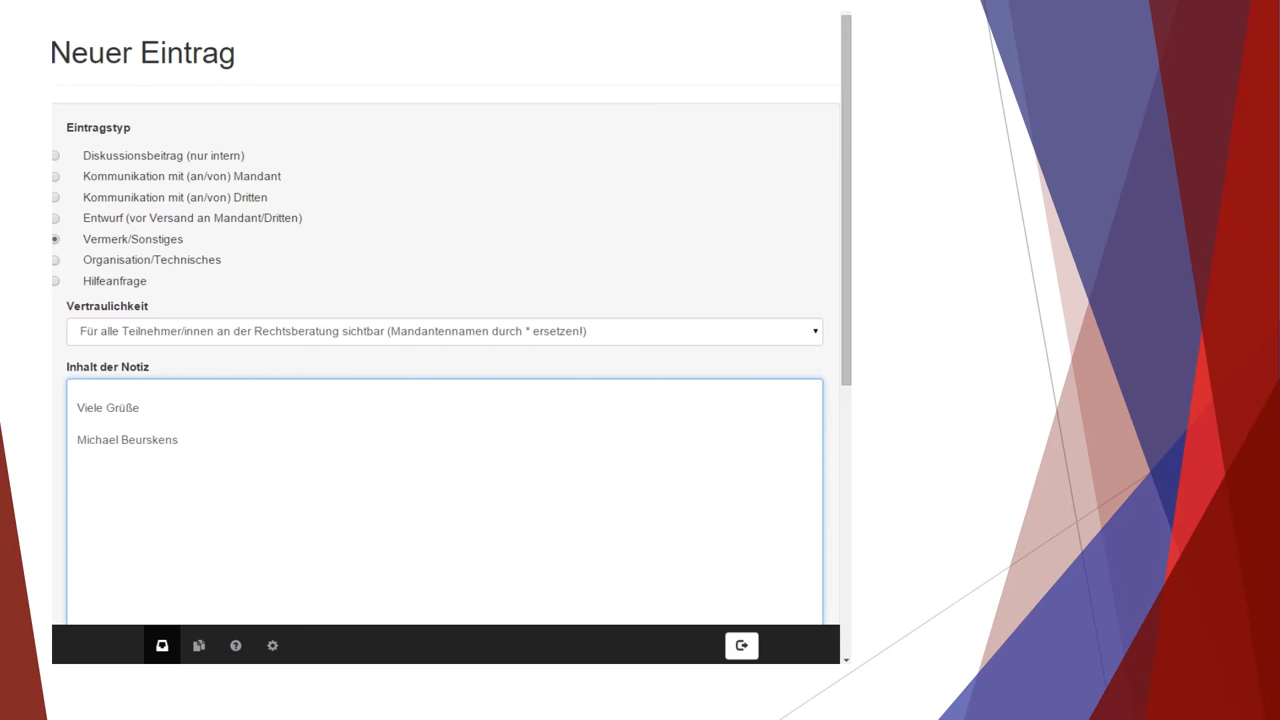 Neuer Eintrag
Eintragstyp
Diskussionsbeitrag (nur intern)
Kommunikation mit (an/von) Mandant
Kommunikation mit (an/von) Dritten
Entwurf (vor Versand an Mandant/Dritten)
Vermerk/Sonstiges
Organisation/Technisches
Hilfeanfrage
Vertraulichkeit
Für alle Teilnehmer/innen an der Rechtsberatung sichtbar (Mandantennamen durch * ersetzen!)
Inhalt der Notiz
Viele Grüße
Michael Beurskens